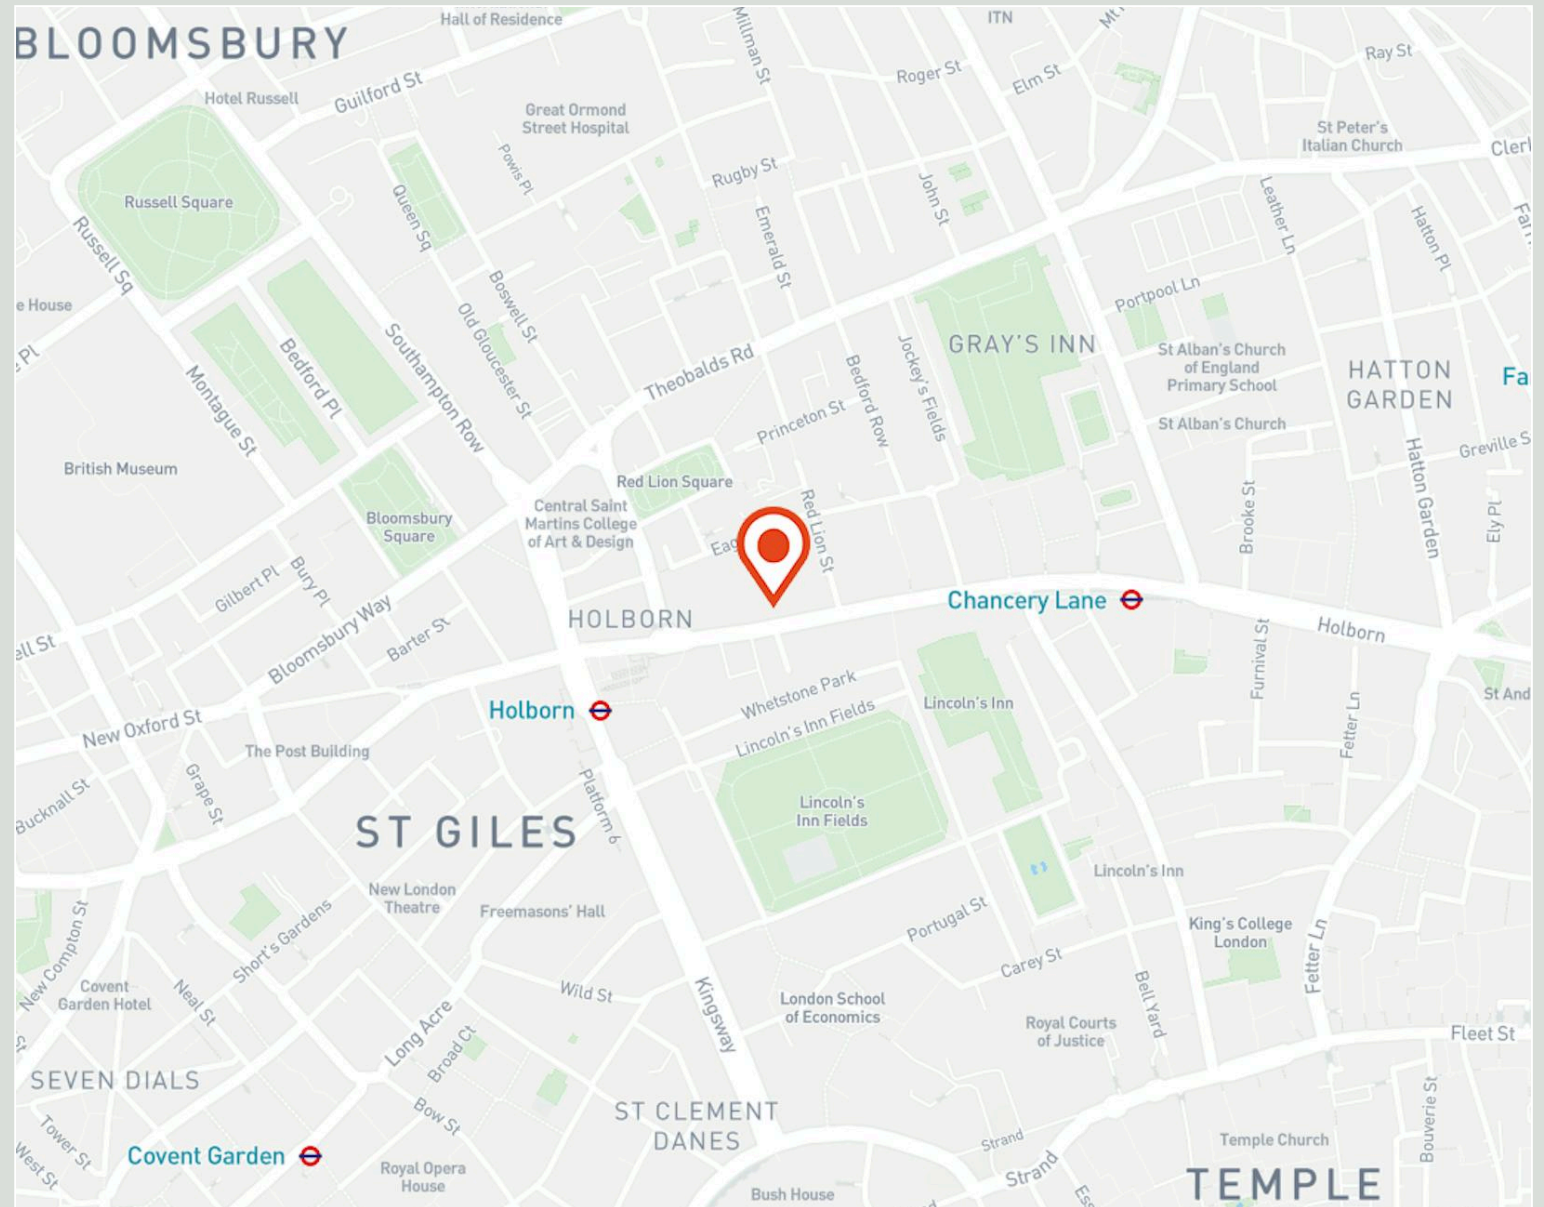 BLOOMSBURY
Hall of Residence
Millman St
ITN
Roger St
Elm St
Ray St
Hotel Russell
Guilford St
Great Ormond
Street Hospital
Powis Pl
Rugby St
John St
St Peter's
Italian Church
Leather Ln
Hatton Pl
Russell Square
Queen Sq
Emerald St
Russell Sq
Boswell St
Old Gloucester St
Portpool Ln
e House
Southampton Row
Bedford Pl
Montague St
Theobalds Rd
Bedford Row
Jockey's Fields
GRAY'S INN
St Alban's Church
of England
Primary School
HATTON
GARDEN
Fa
Princeton St
St Alban's Church
Greville S
Hatton Garden
British Museum
Red Lion Square
Red Lion St
Bloomsbury
Square
Central Saint
Martins College
of Art & Design
Eag
Brooke St
Ely Pl
Gilbert Pl
Bury Pl
Bloomsbury Way
Barter St
HOLBORN
Chancery Lane
Holborn
ell St
Furnival St
Whetstone Park
Lincoln's Inn Fields
Lincoln's Inn
St And
Holborn
New Oxford St
The Post Building
Fetter Ln
Bucknall St
Grape St
Platform 6
Lincoln's
Inn Fields
ST GILES
New London
Theatre
Freemasons' Hall
Lincoln's Inn
Portugal St
King's College
London
New Compton St
Short's Gardens
Carey St
Fetter Ln
Covent
Garden Hotel
Neal St
Wild St
Kingsway
London School
of Economics
Bell Yard
Royal Courts
of Justice
Long Acre
Broad Ct
Fleet St
St
SEVEN DIALS
Bow St
ST CLEMENT
DANES
Strand
Bouverie St
Tower St
West St
Covent Garden
Royal Opera
House
Strand
Temple Church
TEMPLE
Bush House
Ess